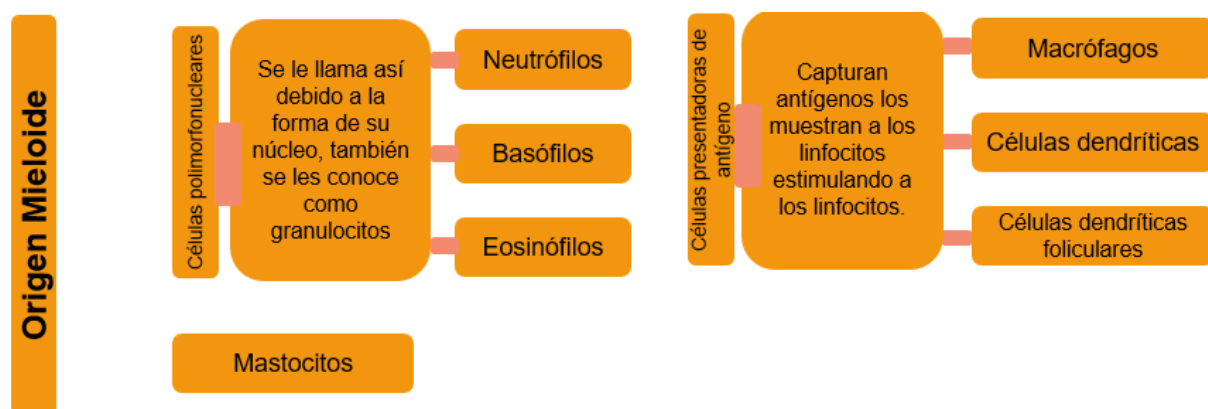 Origen Mieloide
Células polimorfonucleares
Se le llama así
debido a la
forma de su
núcleo, también
se les conoce
como
granulocitos
Neutrófilos
Basófilos
Eosinófilos
Mastocitos
Células presentadoras de
antígeno
Capturan
antígenos los
muestran a los
linfocitos
estimulando a
los linfocitos.
Macrófagos
Células dendríticas
Células dendríticas
foliculares